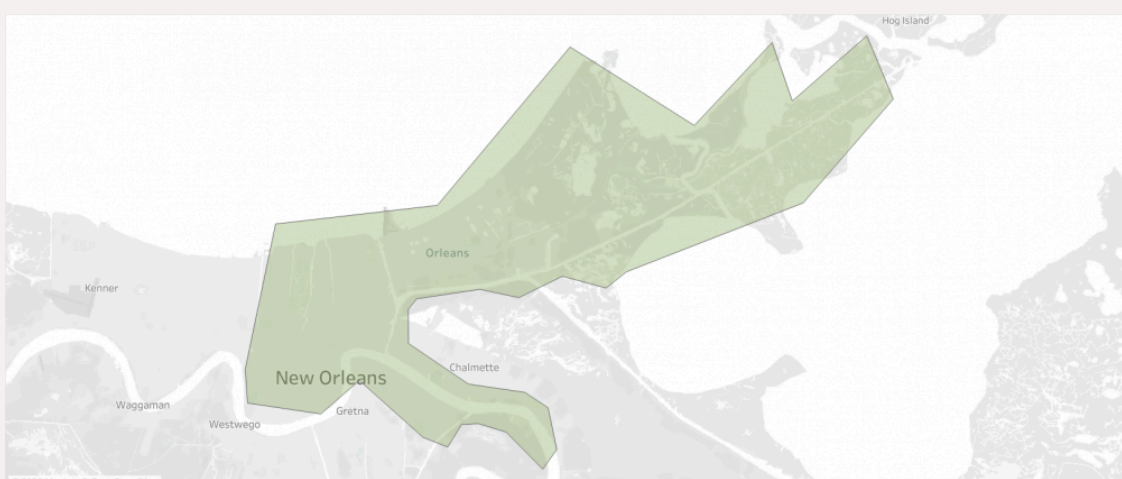 Hog Island
Orleans
Kenner
Chalmette
New Orleans
Waggaman
Gretna
Westwego